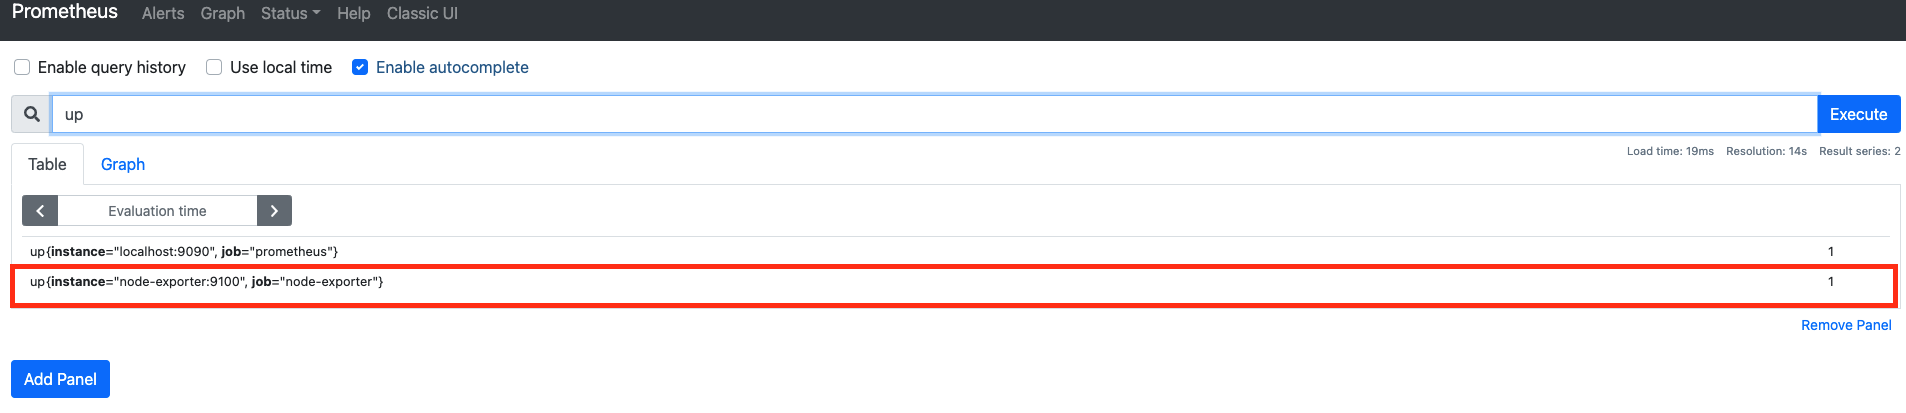 Prometheus Alerts Graph Status Help Classic UI
Enable query history Use local time Enable autocomplete
up Execute
Table Graph Load time: 19ms Resolution: 14s Result series: 2
Evaluation time
up{instance="localhost:9090", job="prometheus"} 1
up{instance="node-exporter:9100", job="node-exporter"} 1
Remove Panel
Add Panel